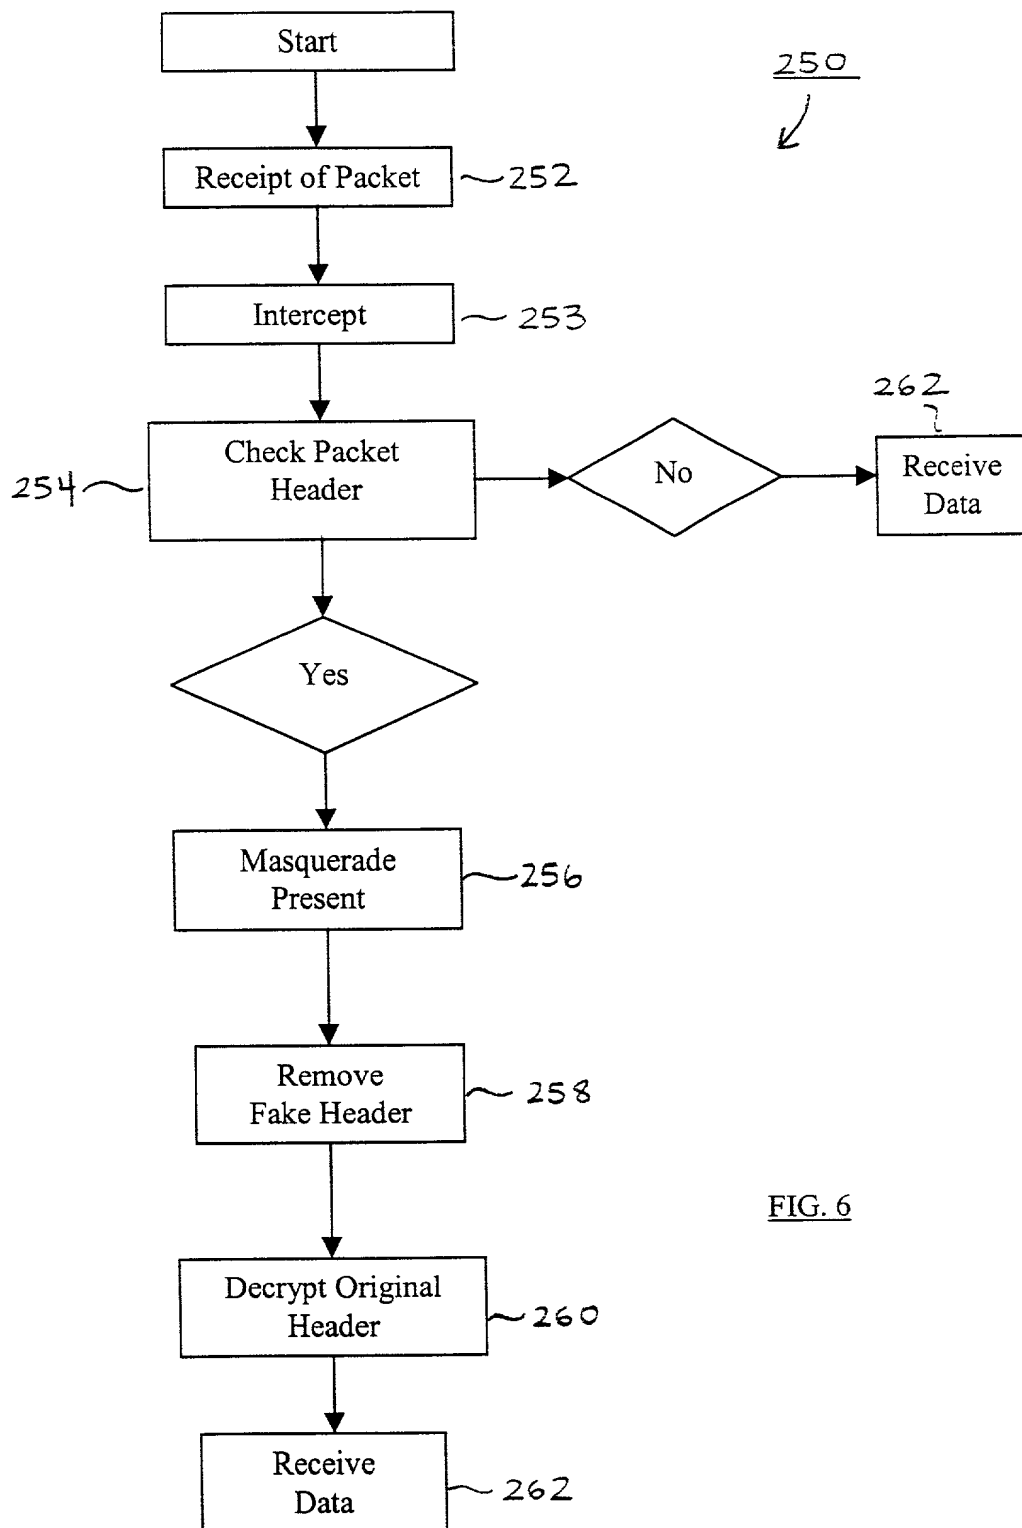 Start
250
Receipt of Packet
252
Intercept
253
262
Check Packet
Header
254
No
Receive
Data
Yes
Masquerade
Present
256
Remove
Fake Header
258
FIG. 6
Decrypt Original
Header
260
Receive
Data
262